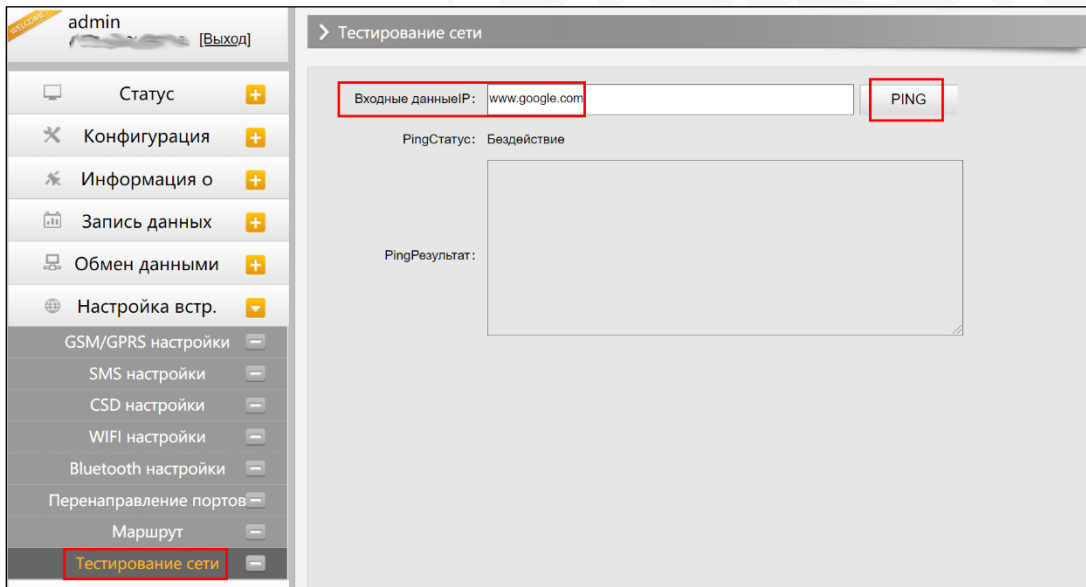 WELCOME
admin
[Выход]
Статус
Конфигурация
Информация о
Запись данных
Обмен данными
Настройка встр.
GSM/GPRS настройки
SMS настройки
CSD настройки
WIFI настройки
Bluetooth настройки
Перенаправление портов
Маршрут
Тестирование сети
Тестирование сети
Входные данныеIP: www.google.com PING
PingСтатус: Бездействие
PingРезультат: